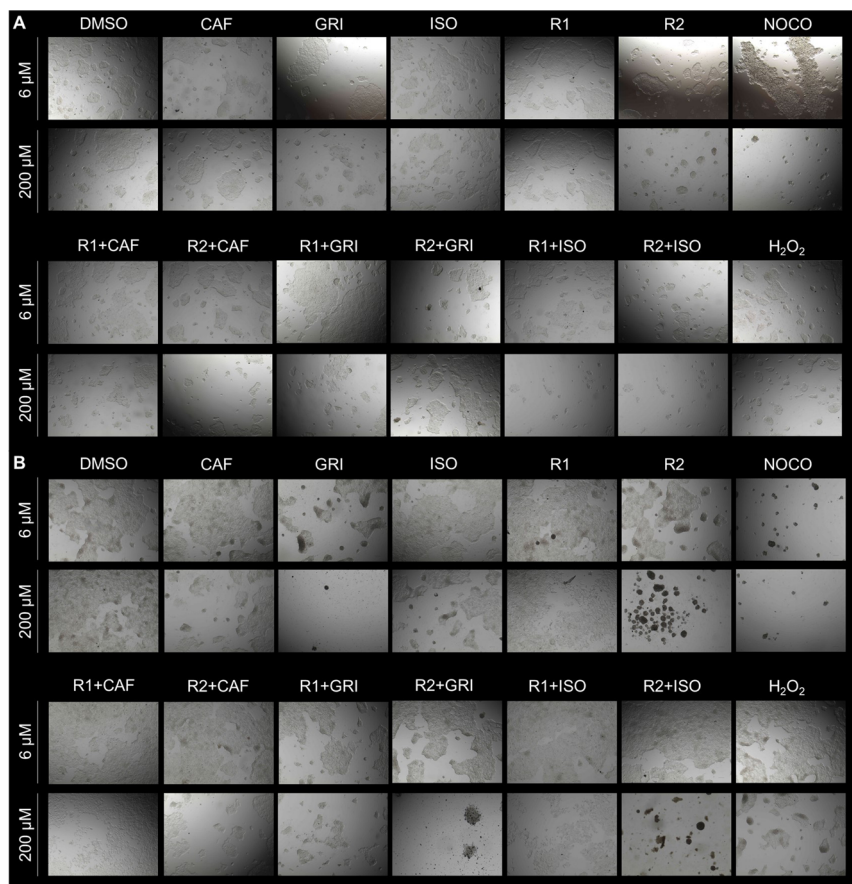 A
DMSO CAF GRI ISO R1 R2 NOCO
6 µM
200 µM
R1+CAF R2+CAF R1+GRI R2+GRI R1+ISO R2+ISO H₂O₂
6 µM
200 µM
B
DMSO CAF GRI ISO R1 R2 NOCO
6 µM
200 µM
R1+CAF R2+CAF R1+GRI R2+GRI R1+ISO R2+ISO H₂O₂
6 µM
200 µM